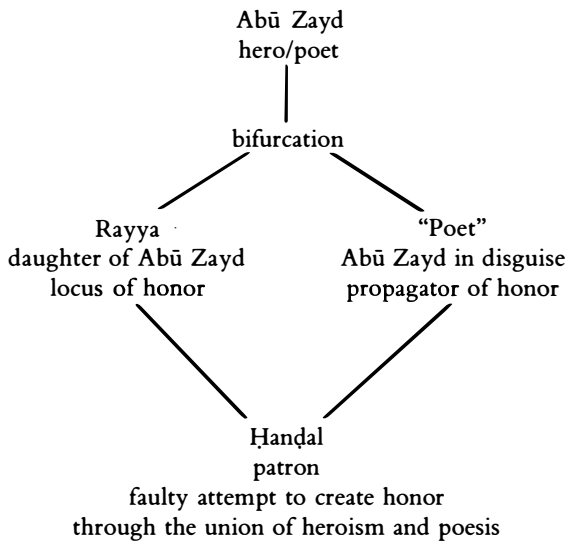 Abū Zayd
hero/poet
bifurcation
Rayya
daughter of Abū Zayd
locus of honor
“Poet”
Abū Zayd in disguise
propagator of honor
Ḥanḍal
patron
faulty attempt to create honor
through the union of heroism and poesis